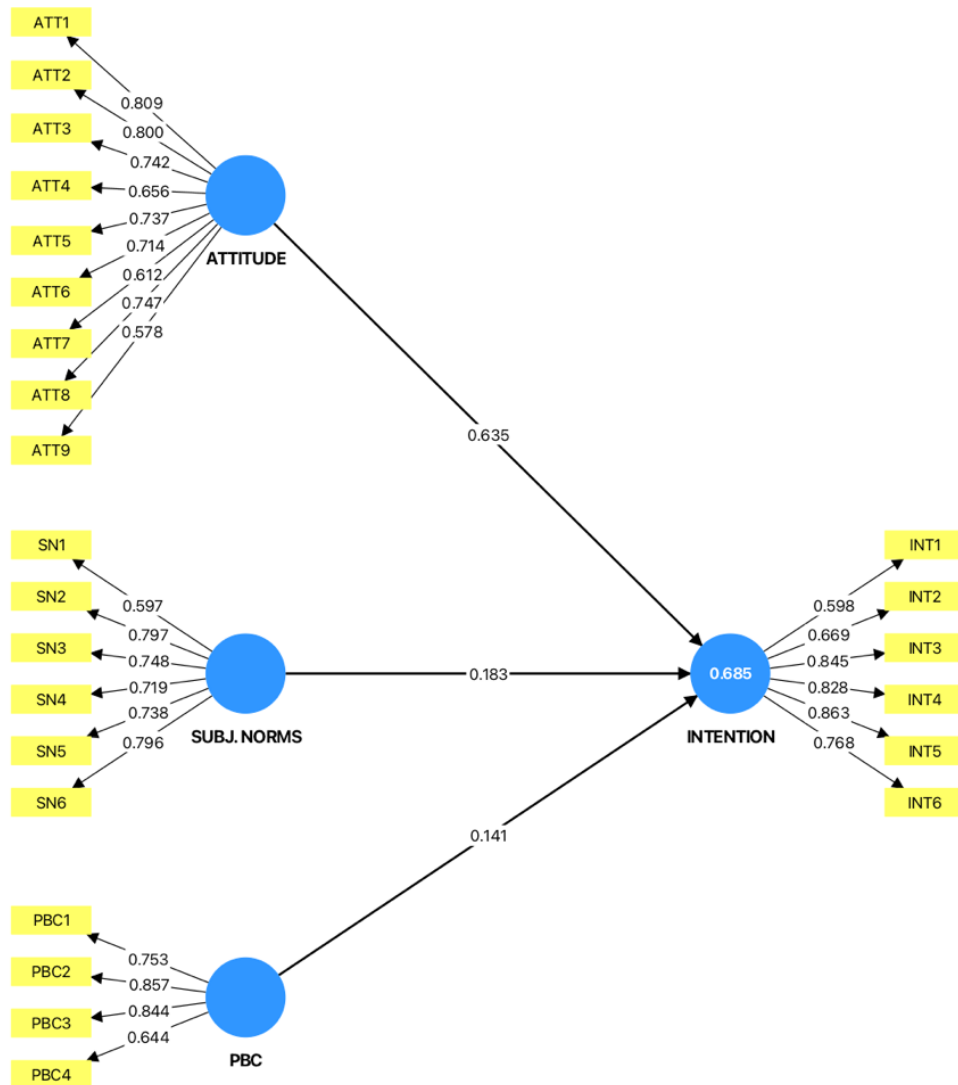 ATT1
ATT2
ATT3
ATT4
ATT5
ATT6
ATT7
ATT8
ATT9
0.809
0.800
0.742
0.656
0.737
0.714
0.612
0.747
0.578
ATTITUDE
0.635
SN1
SN2
SN3
SN4
SN5
SN6
0.597
0.797
0.748
0.719
0.738
0.796
SUBJ. NORMS
0.183
PBC1
PBC2
PBC3
PBC4
0.753
0.857
0.844
0.644
PBC
0.141
0.685
INTENTION
0.598
0.669
0.845
0.828
0.863
0.768
INT1
INT2
INT3
INT4
INT5
INT6